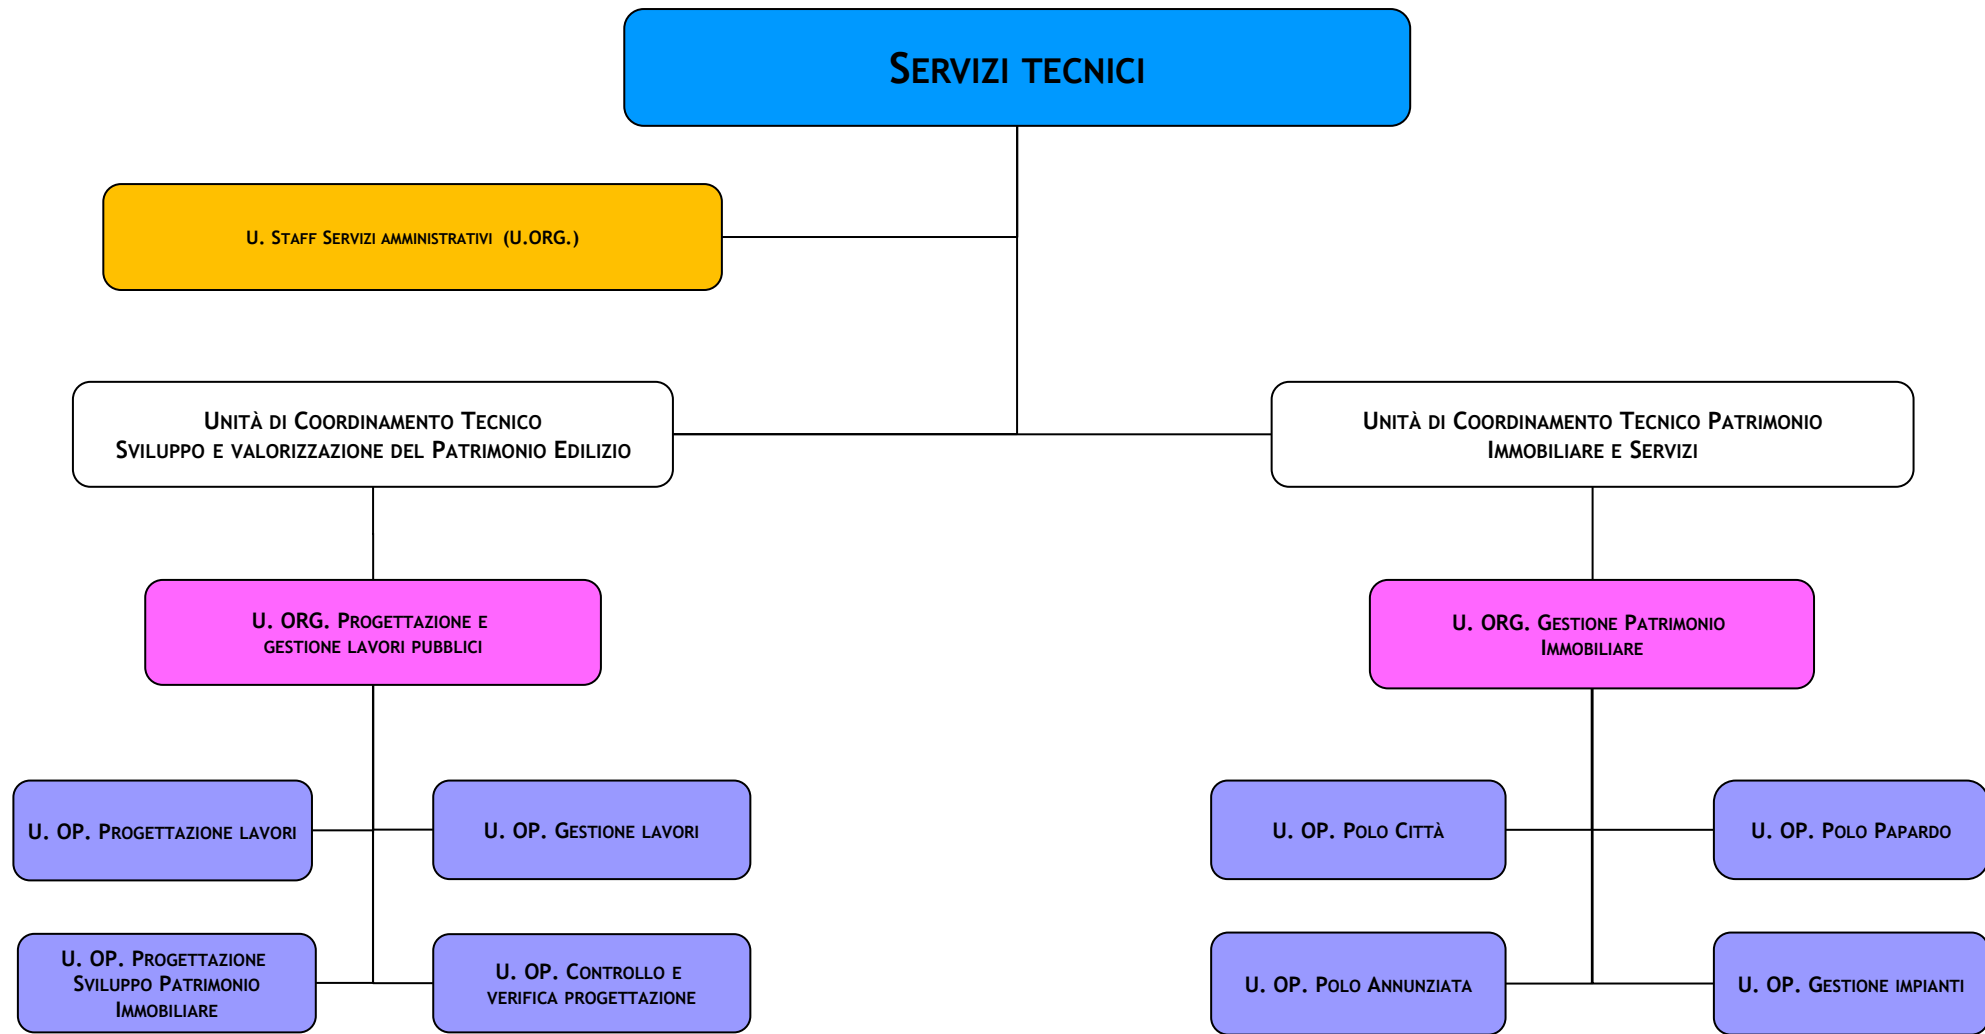 Servizi tecnici
U. Staff Servizi amministrativi (U.ORG.)
Unità di Coordinamento Tecnico
Sviluppo e valorizzazione del Patrimonio Edilizio
Unità di Coordinamento Tecnico Patrimonio
Immobiliare e Servizi
U. ORG. Progettazione e
gestione lavori pubblici
U. ORG. Gestione Patrimonio
Immobiliare
U. OP. Progettazione lavori
U. OP. Gestione lavori
U. OP. Polo Città
U. OP. Polo Papardo
U. OP. Progettazione
Sviluppo Patrimonio
Immobiliare
U. OP. Controllo e
verifica progettazione
U. OP. Polo Annunziata
U. OP. Gestione impianti